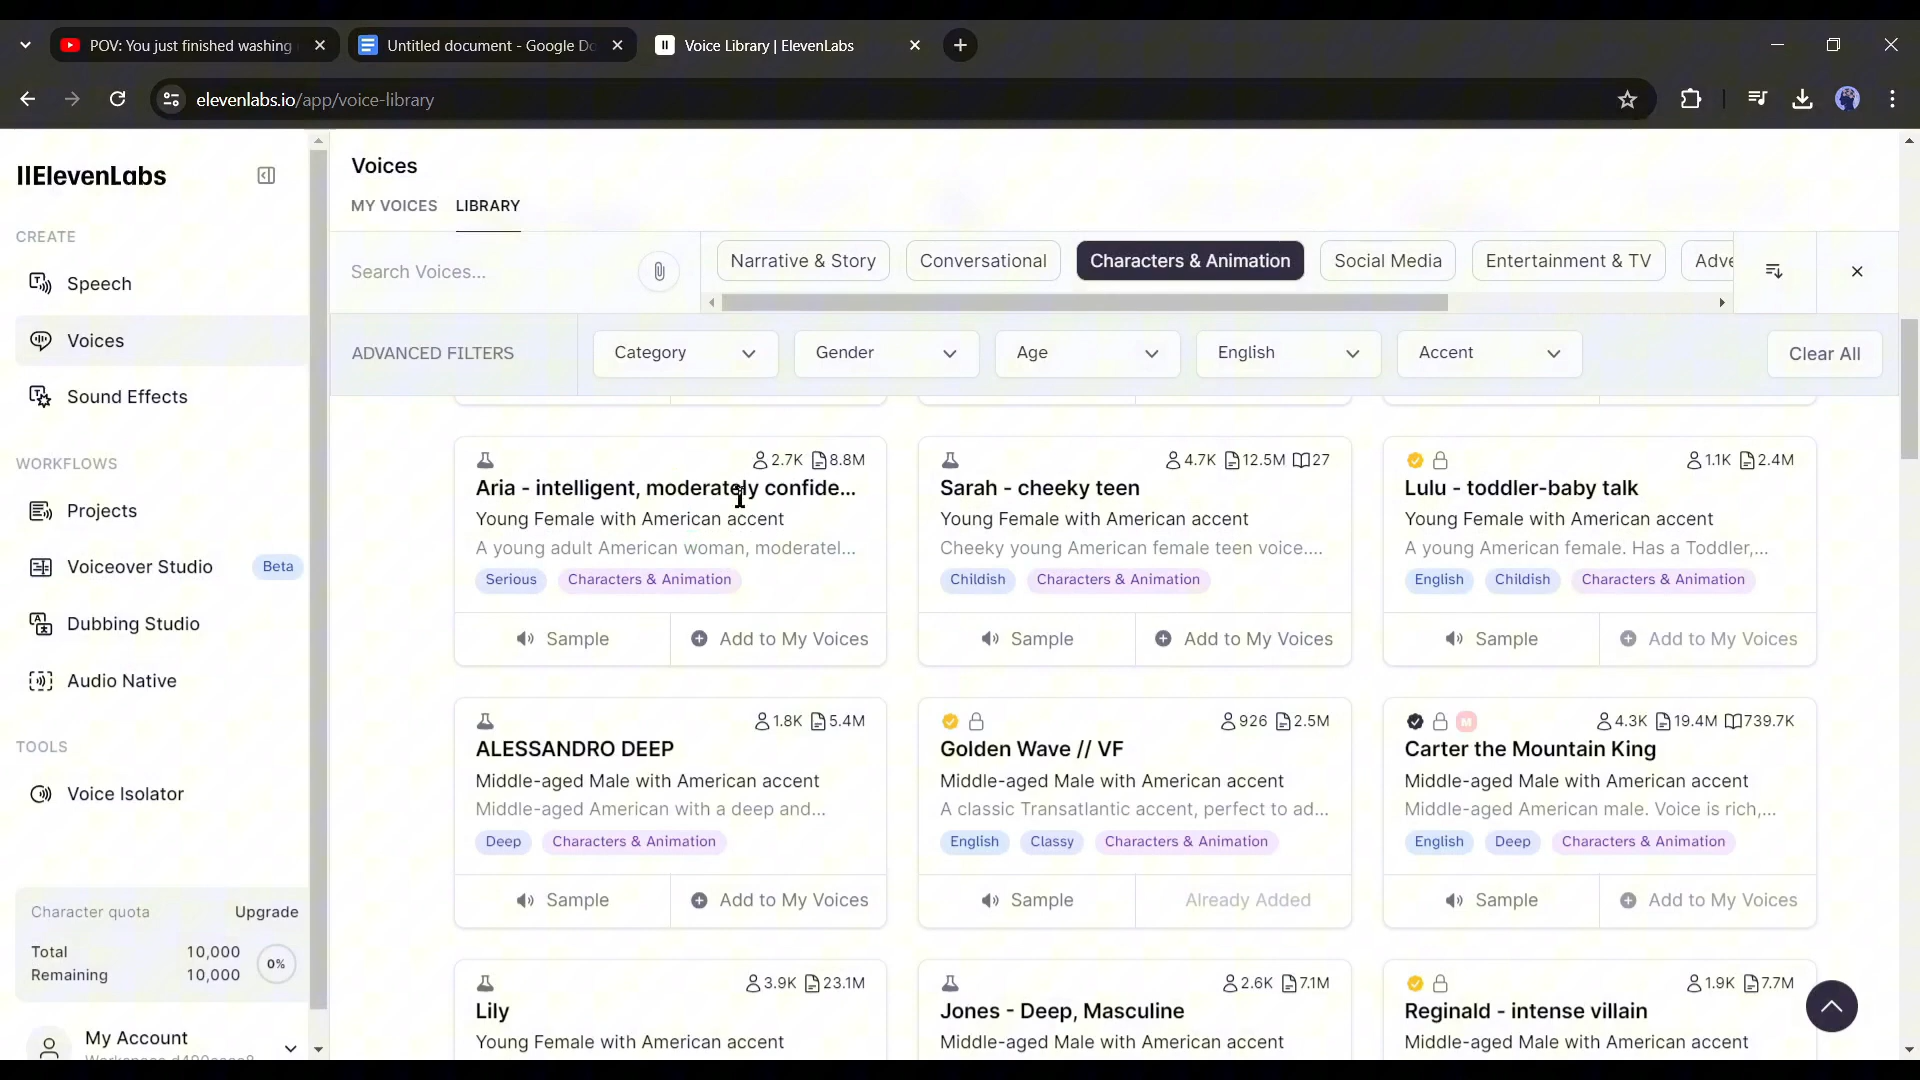 POV: You just finished washing
Untitled document - Google Do
Voice Library | ElevenLabs
elevenlabs.io/app/voice-library
IIElevenLabs
CREATE
Speech
Voices
Sound Effects
WORKFLOWS
Projects
Voiceover Studio Beta
Dubbing Studio
Audio Native
TOOLS
Voice Isolator
Character quota Upgrade
Total 10,000
Remaining 10,000
0%
My Account
Voices
MY VOICES LIBRARY
Search Voices...
Narrative & Story Conversational Characters & Animation Social Media Entertainment & TV Adve
ADVANCED FILTERS Category Gender Age English Accent Clear All
2.7K 8.8M
Aria - intelligent, moderately confide...
Young Female with American accent
A young adult American woman, moderatel...
Serious Characters & Animation
Sample Add to My Voices
4.7K 12.5M 27
Sarah - cheeky teen
Young Female with American accent
Cheeky young American female teen voice....
Childish Characters & Animation
Sample Add to My Voices
1.1K 2.4M
Lulu - toddler-baby talk
Young Female with American accent
A young American female. Has a Toddler,...
English Childish Characters & Animation
Sample Add to My Voices
1.8K 5.4M
ALESSANDRO DEEP
Middle-aged Male with American accent
Middle-aged American with a deep and...
Deep Characters & Animation
Sample Add to My Voices
926 2.5M
Golden Wave // VF
Middle-aged Male with American accent
A classic Transatlantic accent, perfect to ad...
English Classy Characters & Animation
Sample Already Added
M 4.3K 19.4M 739.7K
Carter the Mountain King
Middle-aged Male with American accent
Middle-aged American male. Voice is rich,...
English Deep Characters & Animation
Sample Add to My Voices
3.9K 23.1M
Lily
Young Female with American accent
2.6K 7.1M
Jones - Deep, Masculine
Middle-aged Male with American accent
1.9K 7.7M
Reginald - intense villain
Middle-aged Male with American accent